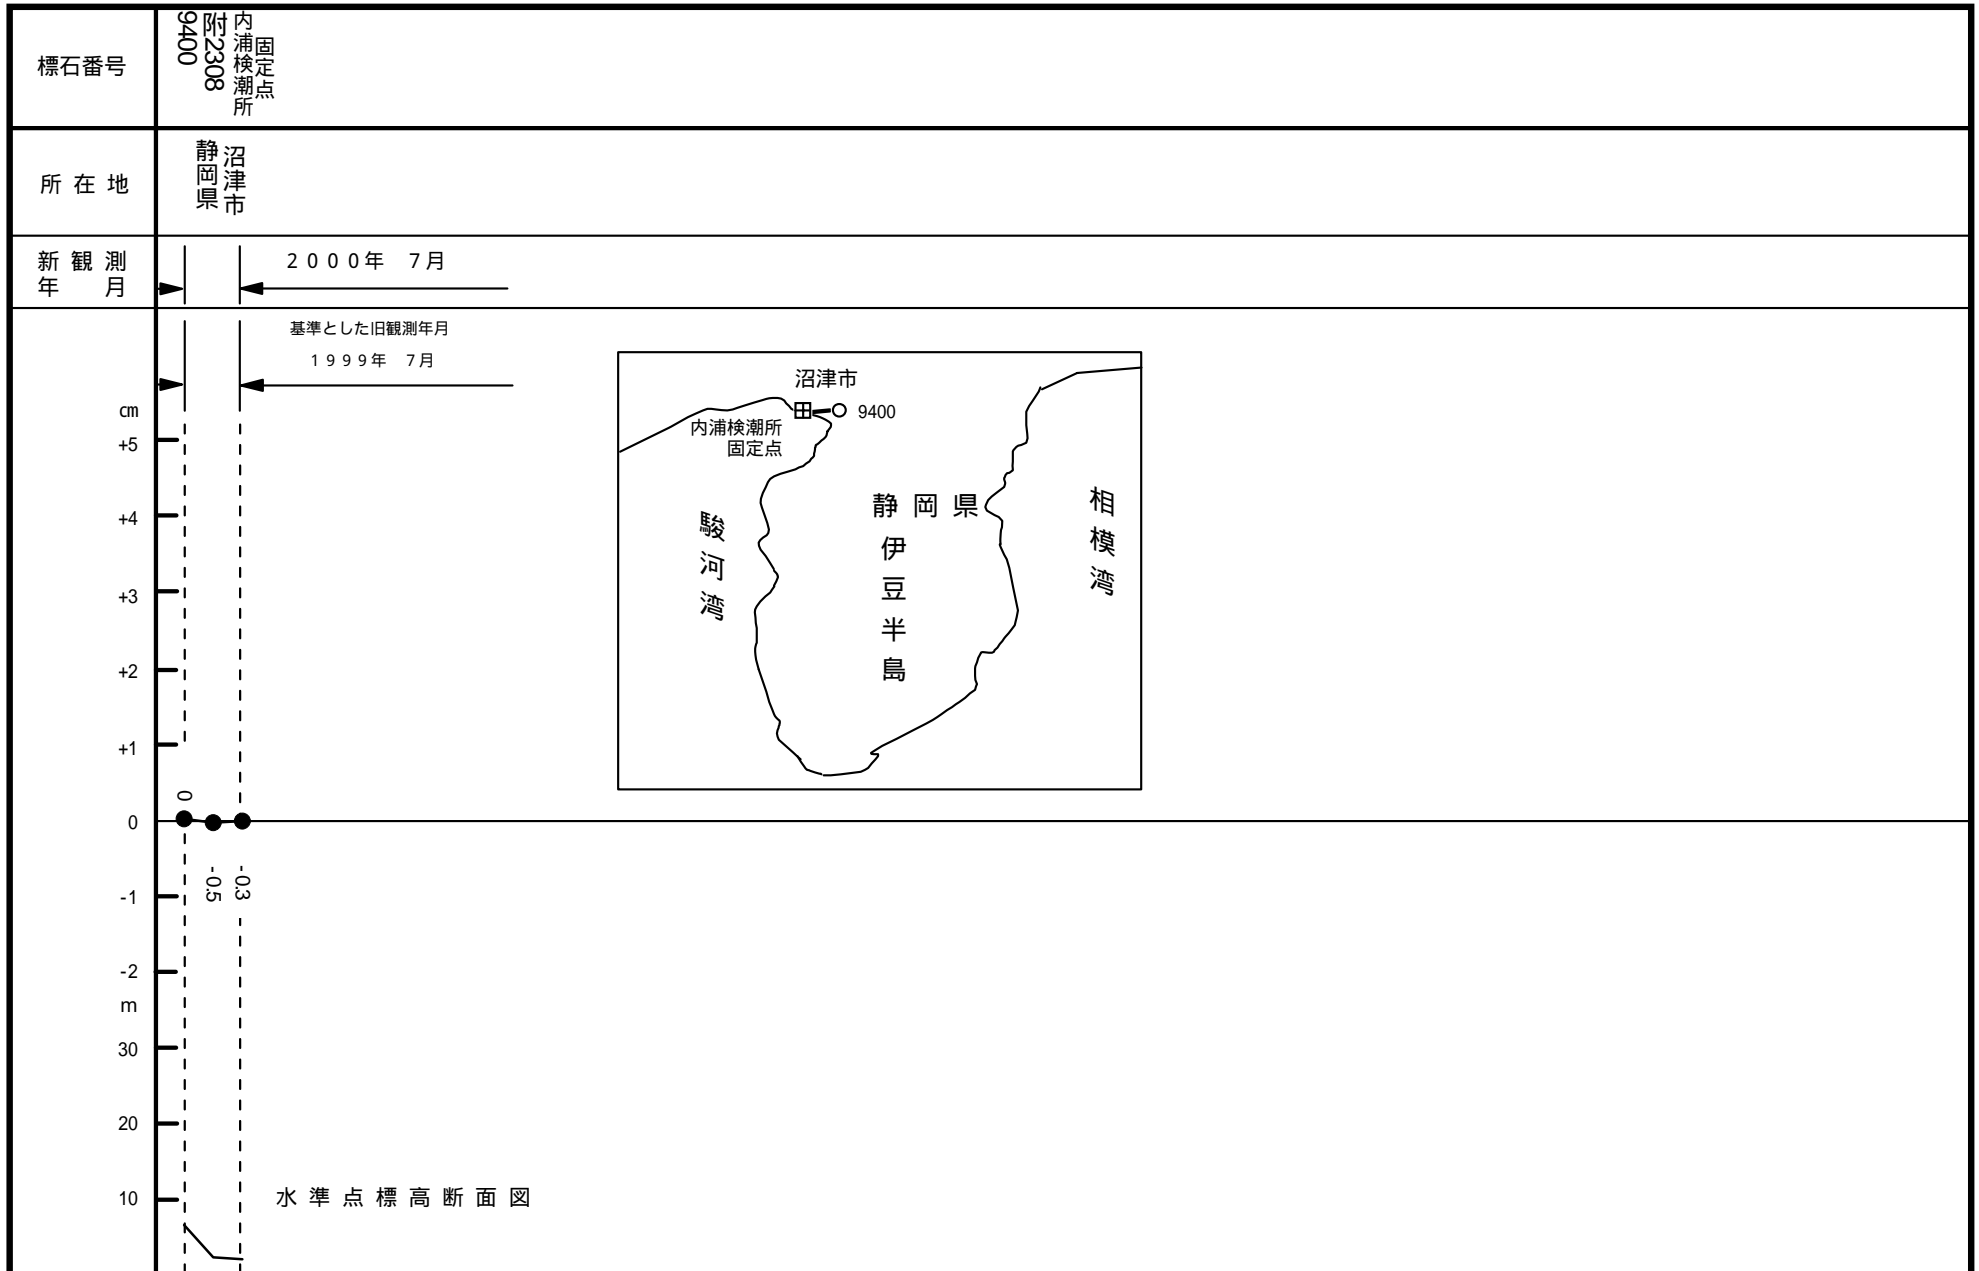 標石番号
9400
附2308
内浦検潮所
固定点
所 在 地
静岡県
沼津市
新 観 測
年 月
2000年 7月
基準とした旧観測年月
1999年 7月
cm
+5
+4
+3
+2
+1
0
-1
-2
m
30
20
10
0
-0.5
-0.3
沼津市
9400
内浦検潮所
固定点
静 岡 県
伊豆半島
駿河湾
相模湾
水 準 点 標 高 断 面 図